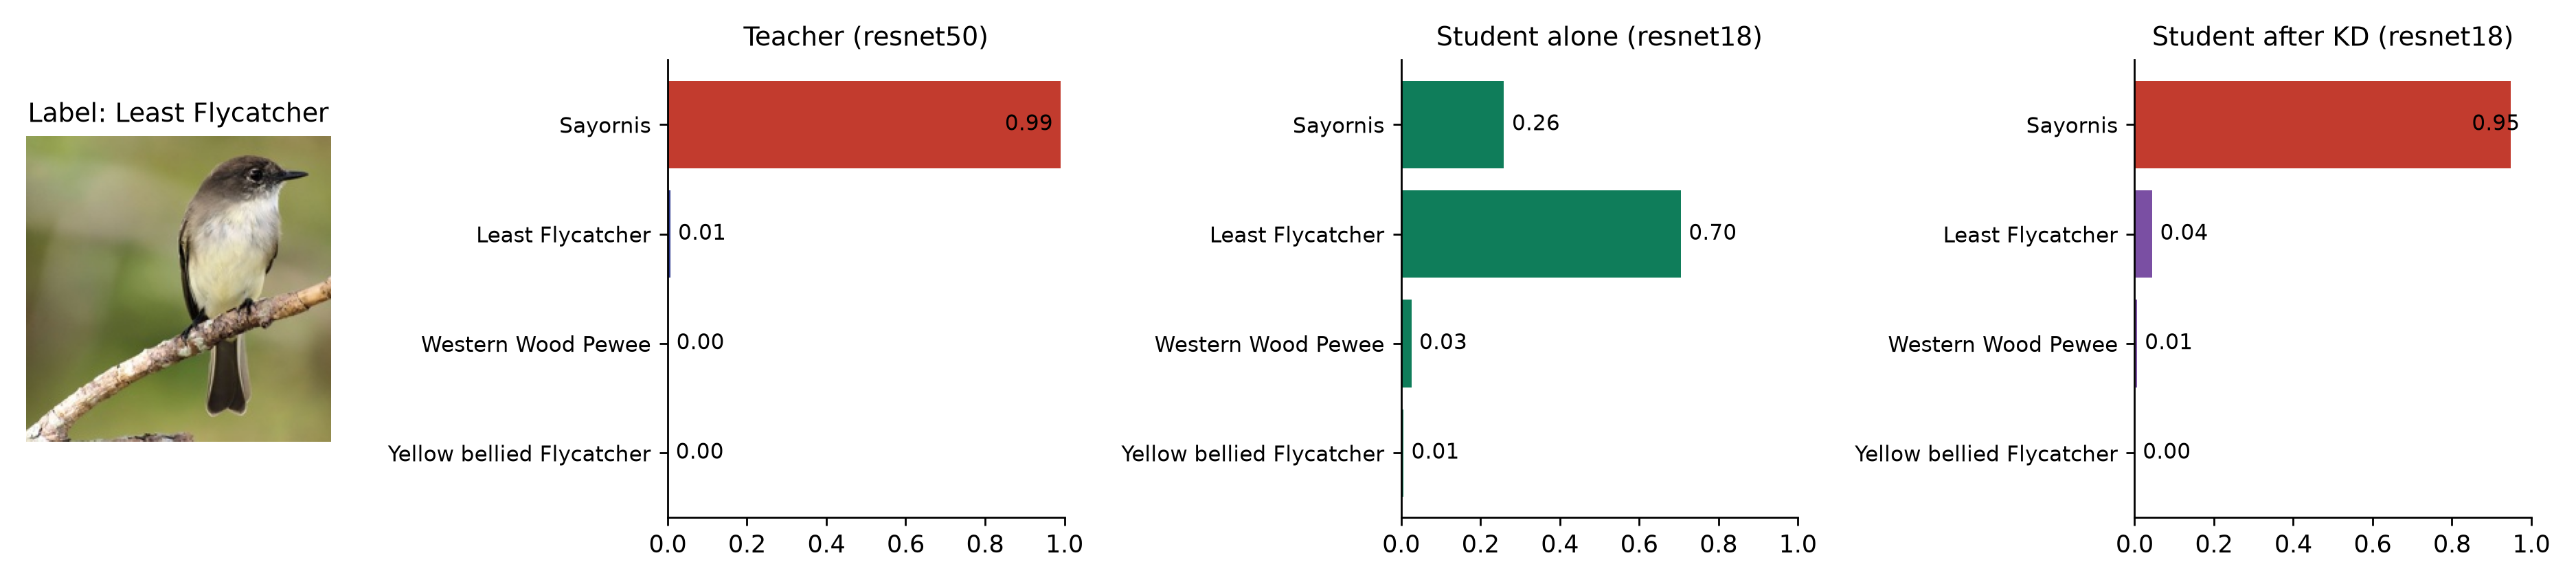 Label: Least Flycatcher
Teacher (resnet50)
Sayornis
0.99
Least Flycatcher
0.01
Western Wood Pewee
0.00
Yellow bellied Flycatcher
0.00
0.0 0.2 0.4 0.6 0.8 1.0
Student alone (resnet18)
Sayornis
0.26
Least Flycatcher
0.70
Western Wood Pewee
0.03
Yellow bellied Flycatcher
0.01
0.0 0.2 0.4 0.6 0.8 1.0
Student after KD (resnet18)
Sayornis
0.95
Least Flycatcher
0.04
Western Wood Pewee
0.01
Yellow bellied Flycatcher
0.00
0.0 0.2 0.4 0.6 0.8 1.0